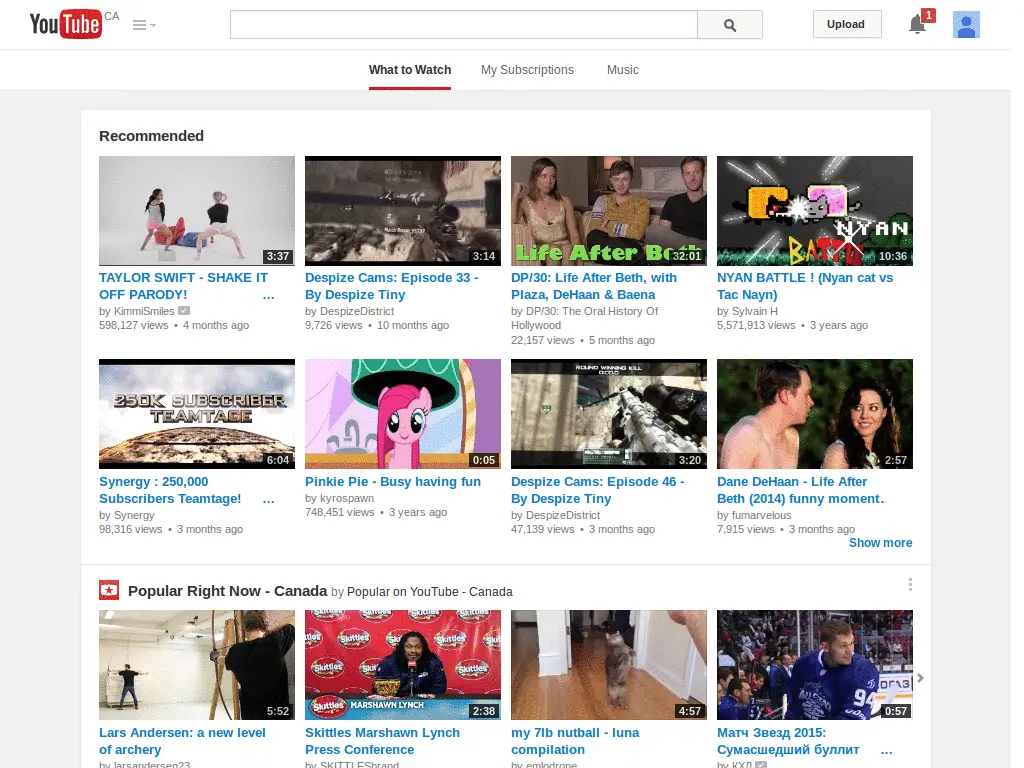 YouTube CA
Upload
1
What to Watch My Subscriptions Music
Recommended
3:37
3:14
Life After Beth
32:01
NYAN
BATTLE
10:36
TAYLOR SWIFT - SHAKE IT
OFF PARODY! ...
by KimmiSmiles
598,127 views • 4 months ago
Despize Cams: Episode 33 -
By Despize Tiny
by DespizeDistrict
9,726 views • 10 months ago
DP/30: Life After Beth, with
Plaza, DeHaan & Baena
by DP/30: The Oral History Of
Hollywood
22,157 views • 5 months ago
NYAN BATTLE ! (Nyan cat vs
Tac Nayn)
by Sylvain H
5,571,913 views • 3 years ago
250K SUBSCRIBER
TEAMTAGE
6:04
0:05
ROUND WINNING KILL
3:20
2:57
Synergy : 250,000
Subscribers Teamtage! ...
by Synergy
98,316 views • 3 months ago
Pinkie Pie - Busy having fun
by kyrospawn
748,451 views • 3 years ago
Despize Cams: Episode 46 -
By Despize Tiny
by DespizeDistrict
47,139 views • 3 months ago
Dane DeHaan - Life After
Beth (2014) funny moment.
by fumarvelous
7,915 views • 3 months ago
Show more
Popular Right Now - Canada by Popular on YouTube - Canada
5:52
Skittles
Skittles
Skittles
Skittles
Skittles
MARSHAWN LYNCH
2:38
4:57
94
0:57
Lars Andersen: a new level
of archery
by larsandersen23
Skittles Marshawn Lynch
Press Conference
by SKITTLESbrand
my 7lb nutball - luna
compilation
by emlodrone
Матч Звезд 2015:
Сумасшедший буллит ...
by КХЛ